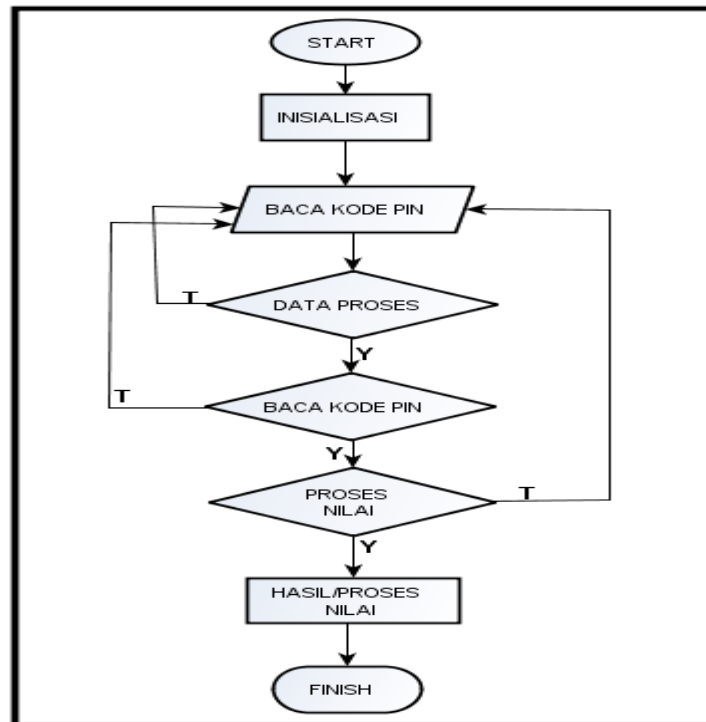 START
INISIALISASI
BACA KODE PIN
T
DATA PROSES
Y
T
BACA KODE PIN
Y
PROSES
NILAI
T
Y
HASIL/PROSES
NILAI
FINISH